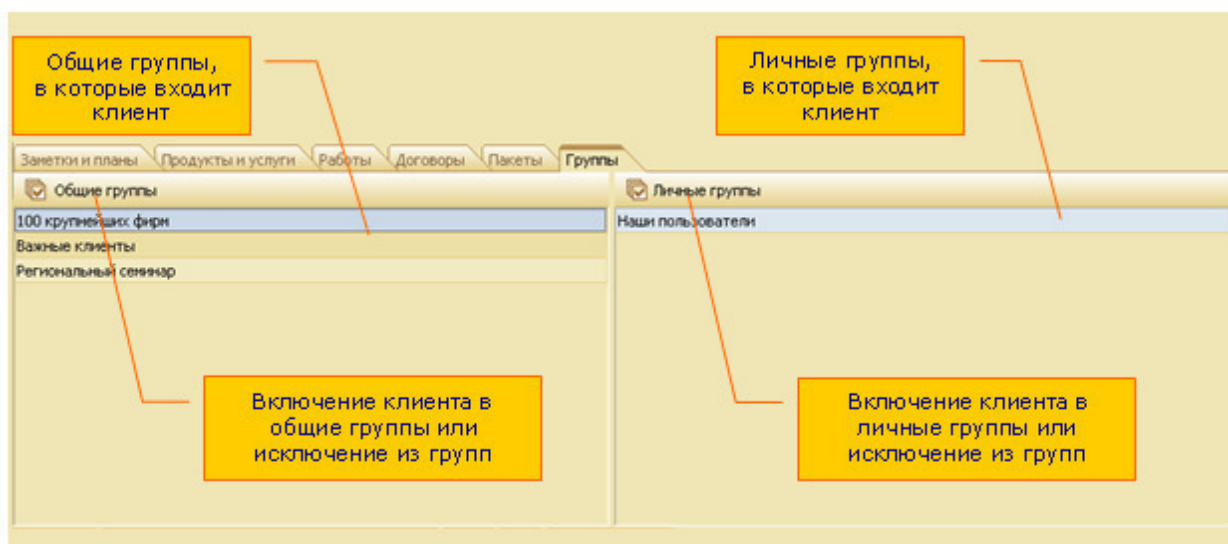 Общие группы,
в которые входит
клиент
Личные группы,
в которые входит
клиент
Заметки и планы Продукты и услуги Работы Договоры Пакеты Группы
Общие группы
Личные группы
100 крупнейших фирм
Наши пользователи
Важные клиенты
Региональный семинар
Включение клиента в
общие группы или
исключение из групп
Включение клиента в
личные группы или
исключение из групп